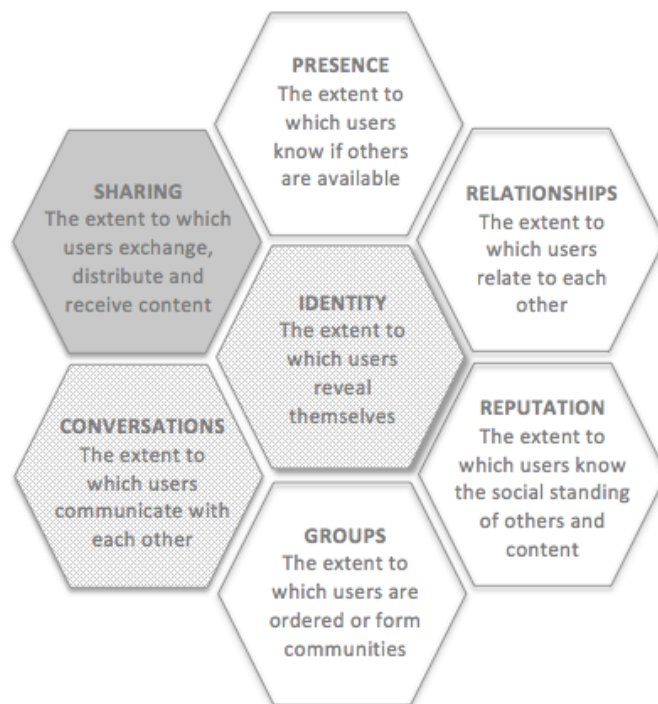 PRESENCE
The extent to
which users
know if others
are available
SHARING
The extent to which
users exchange,
distribute and
receive content
RELATIONSHIPS
The extent to
which users
relate to each
other
IDENTITY
The extent to
which users
reveal
themselves
CONVERSATIONS
The extent to
which users
communicate with
each other
REPUTATION
The extent to
which users know
the social standing
of others and
content
GROUPS
The extent to
which users are
ordered or form
communities